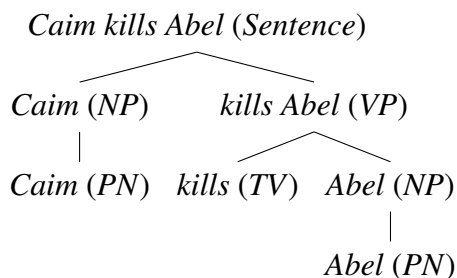 Caim kills Abel (Sentence)
Caim (NP) kills Abel (VP)
Caim (PN) kills (TV) Abel (NP)
Abel (PN)